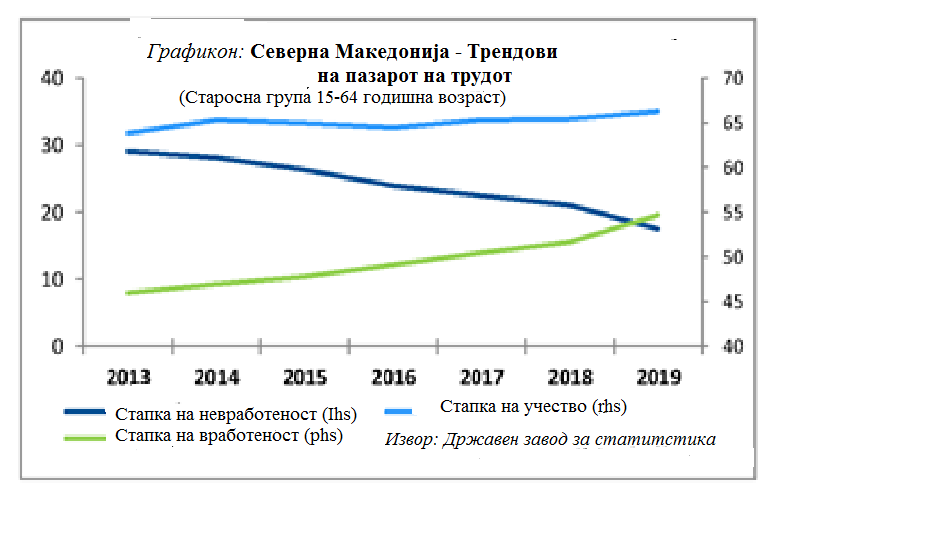 Графикон: Северна Македонија - Трендови
на пазарот на трудот
(Старосна група 15-64 годишна возраст)
40 70
65
30 60
20 55
50
10 45
0 40
2013 2014 2015 2016 2017 2018 2019
Стапка на невработеност (Ihs) Стапка на учество (rhs)
Стапка на вработеност (phs) Извор: Државен завод за статитстика